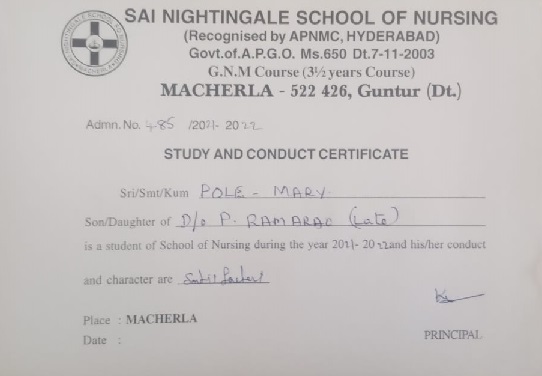 SAI NIGHTINGALE SCHOOL OF NURSING
(Recognised by APNMC, HYDERABAD)
Govt.of.A.P.G.O. Ms.650 Dt.7-11-2003
G.N.M Course (3½ years Course)
MACHERLA - 522 426, Guntur (Dt.)
Admn. No. 485 /2021- 2022
STUDY AND CONDUCT CERTIFICATE
Sri/Smt/Kum POLE - MARY
Son/Daughter of D/o P. RAMARAO (Late)
is a student of School of Nursing during the year 2021- 2022 and his/her conduct
and character are
Place : MACHERLA
Date :
PRINCIPAL